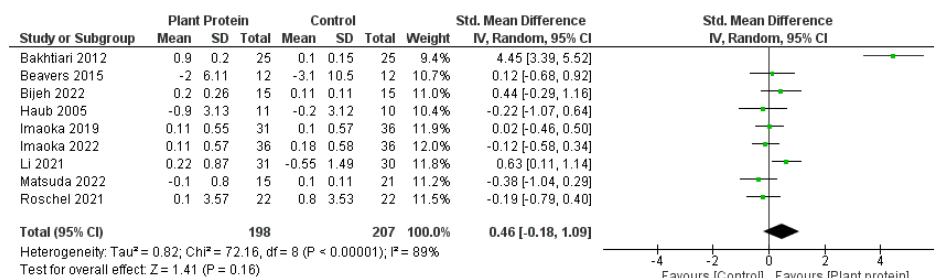 Plant Protein Control Std. Mean Difference Std. Mean Difference
Study or Subgroup Mean SD Total Mean SD Total Weight IV, Random, 95% CI IV, Random, 95% CI
Bakhtiari 2012 0.9 0.2 25 0.1 0.15 25 9.4% 4.45 [3.39, 5.52]
Beavers 2015 -2 6.11 12 -3.1 10.5 12 10.8% 0.12 [-0.68, 0.92]
Bijeh 2022 0.2 0.26 15 0.11 0.11 15 11.2% 0.44 [-0.29, 1.16]
Haub 2005 -0.9 3.13 11 -0.2 3.12 10 10.5% -0.22 [-1.07, 0.64]
Imaoka 2019 0.11 0.55 31 0.1 0.57 36 12.2% 0.02 [-0.46, 0.50]
Imaoka 2022 0.11 0.57 36 0.18 0.58 36 12.3% -0.12 [-0.58, 0.34]
Li 2021 0.22 0.87 31 -0.55 1.49 30 12.1% 0.63 [0.11, 1.14]
Matsuda 2022 -0.1 0.8 15 0.1 0.11 21 11.5% -0.38 [-1.04, 0.29]
Roschel 2021 0.1 3.57 22 0.8 3.53 22 11.8% -0.19 [-0.79, 0.40]
Total (95% CI) 198 207 100.0% 0.46 [-0.18, 1.09]
Heterogeneity: Tau² = 0.82; Chi² = 72.16, df = 8 (P < 0.00001); I² = 89%
Test for overall effect: Z = 1.41 (P = 0.16)
-4 -2 0 2 4
Favours [Control] Favours [Plant protein]